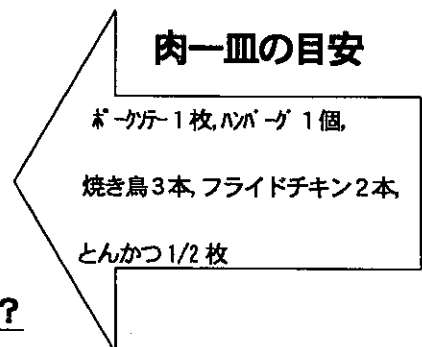 肉一皿の目安
ﾎﾟｰｸｿﾃｰ1枚,ﾊﾝﾊﾞｰｸﾞ 1個,
焼き鳥3本,フライドチキン2本,
とんかつ1/2枚
?